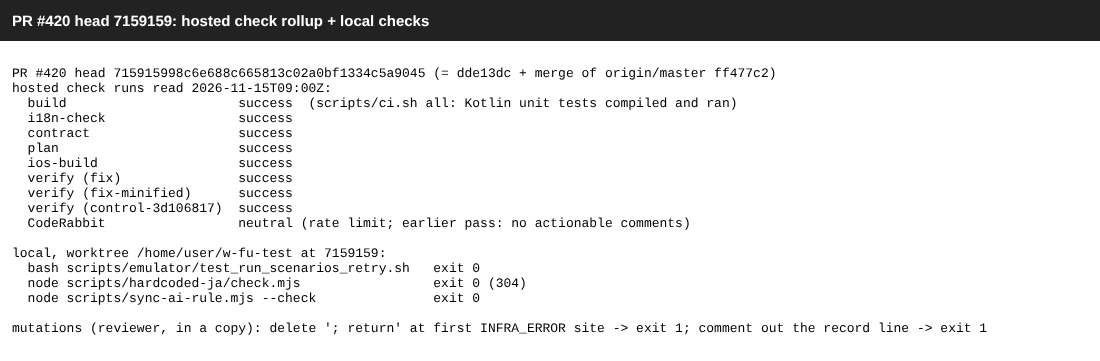 PR #420 head 7159159: hosted check rollup + local checks
PR #420 head 715915998c6e688c665813c02a0bf1334c5a9045 (= dde13dc + merge of origin/master ff477c2)
hosted check runs read 2026-11-15T09:00Z:
  build                      success  (scripts/ci.sh all: Kotlin unit tests compiled and ran)
  i18n-check                 success
  contract                   success
  plan                       success
  ios-build                  success
  verify (fix)               success
  verify (fix-minified)      success
  verify (control-3d106817)  success
  CodeRabbit                 neutral (rate limit; earlier pass: no actionable comments)
local, worktree /home/user/w-fu-test at 7159159:
  bash scripts/emulator/test_run_scenarios_retry.sh   exit 0
  node scripts/hardcoded-ja/check.mjs                 exit 0 (304)
  node scripts/sync-ai-rule.mjs --check               exit 0
mutations (reviewer, in a copy): delete '; return' at first INFRA_ERROR site -> exit 1; comment out the record line -> exit 1